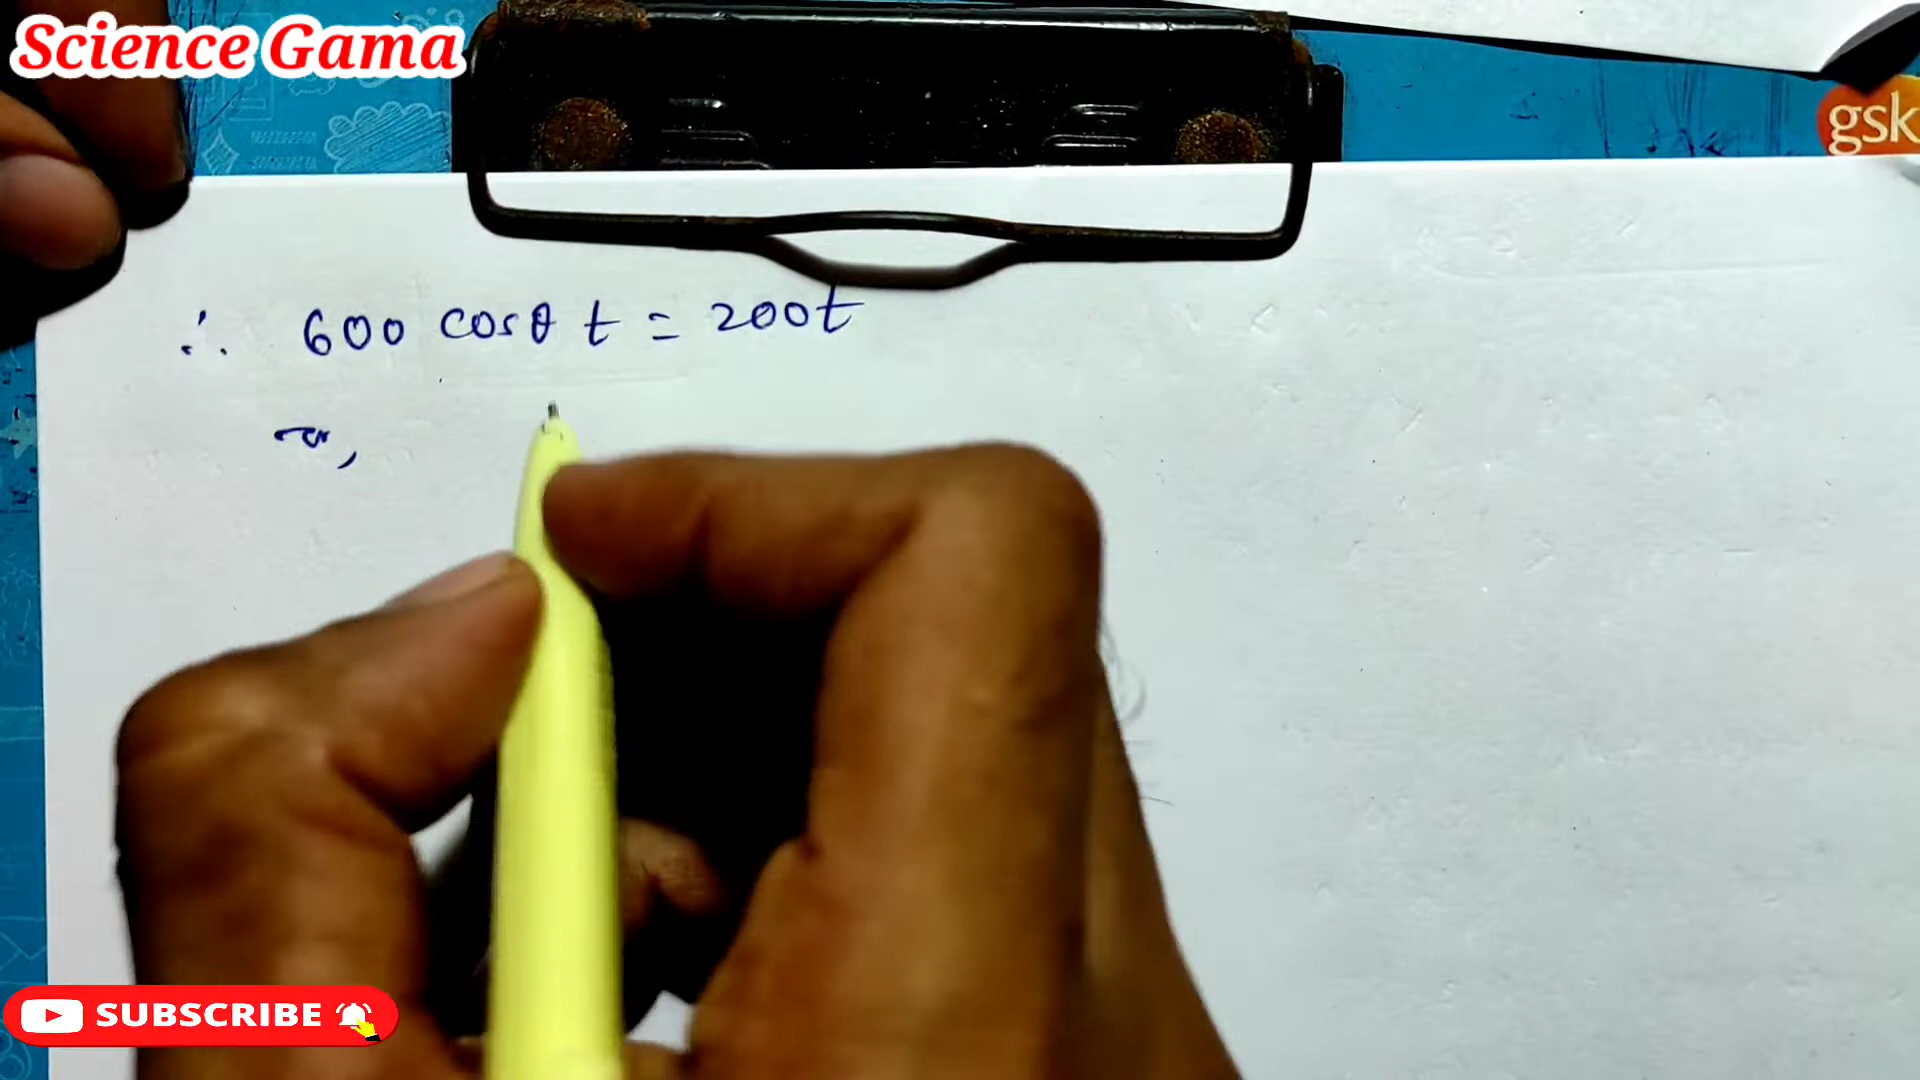 Science Gama
gsk
∴ 600 cosθ t = 200t
বা,
SUBSCRIBE